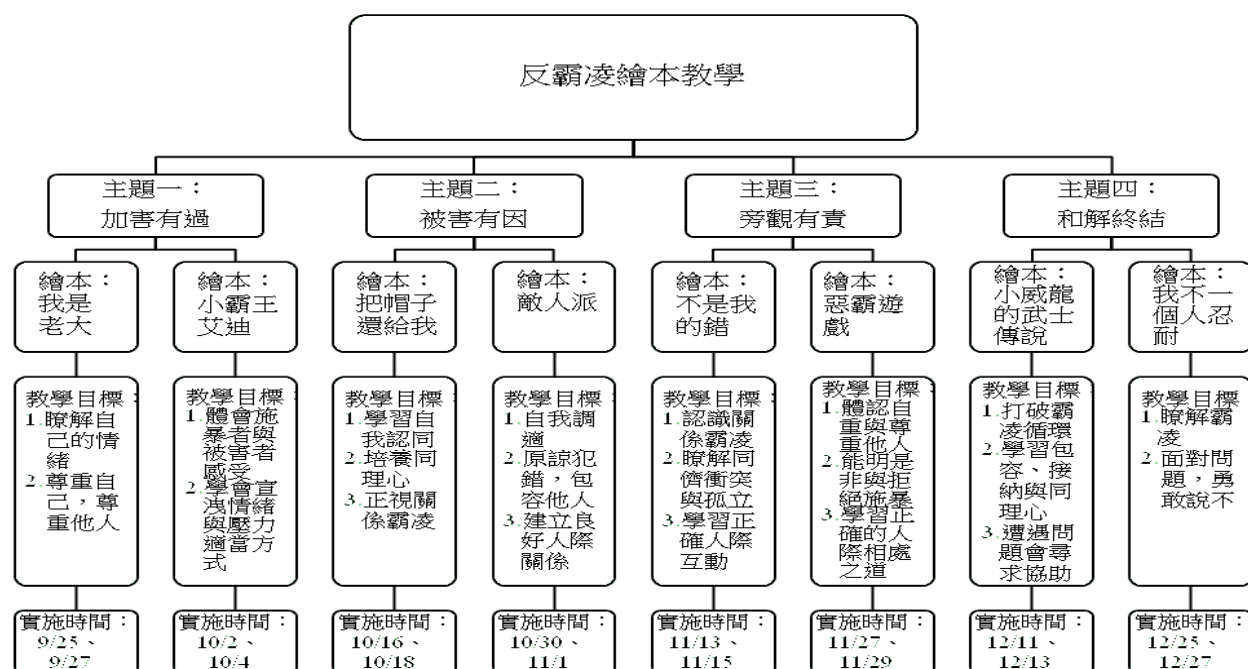 反霸凌繪本教學
主題一：
加害有過
主題二：
被害有因
主題三：
旁觀有責
主題四：
和解終結
繪本：
我是
老大
繪本：
小霸王
艾迪
繪本：
把帽子
還給我
繪本：
敵人派
繪本：
不是我
的錯
繪本：
惡霸遊
戲
繪本：
小威龍
的武士
傳說
繪本：
我不一
個人忍
耐
教學目標：
1.瞭解自
己的情
緒
2.尊重自
己，尊
重他人
教學目標：
1.體會施
暴者與
被害者
感受
2.學會宣
洩情緒
與壓力
適當方
式
教學目標：
1.學習自
我認同
2.培養同
理心
3.正視關
係霸凌
教學目標：
1.自我調
適
2.原諒犯
錯，包
容他人
3.建立良
好人際
關係
教學目標：
1.認識關
係霸凌
2.瞭解同
儕衝突
與孤立
3.學習正
確人際
互動
教學目標：
1.體認自
重與尊
重他人
2.能明是
非與拒
絕施暴
3.學習正
確的人
際相處
之道
教學目標：
1.打破霸
凌循環
2.學習包
容、接
納與同
理心
3.遭遇問
題會尋
求協助
教學目標：
1.瞭解霸
凌
2.面對問
題，勇
敢說不
實施時間：
9/25、
9/27
實施時間：
10/2、
10/4
實施時間：
10/16、
10/18
實施時間：
10/30、
11/1
實施時間：
11/13、
11/15
實施時間：
11/27、
11/29
實施時間：
12/11、
12/13
實施時間：
12/25、
12/27